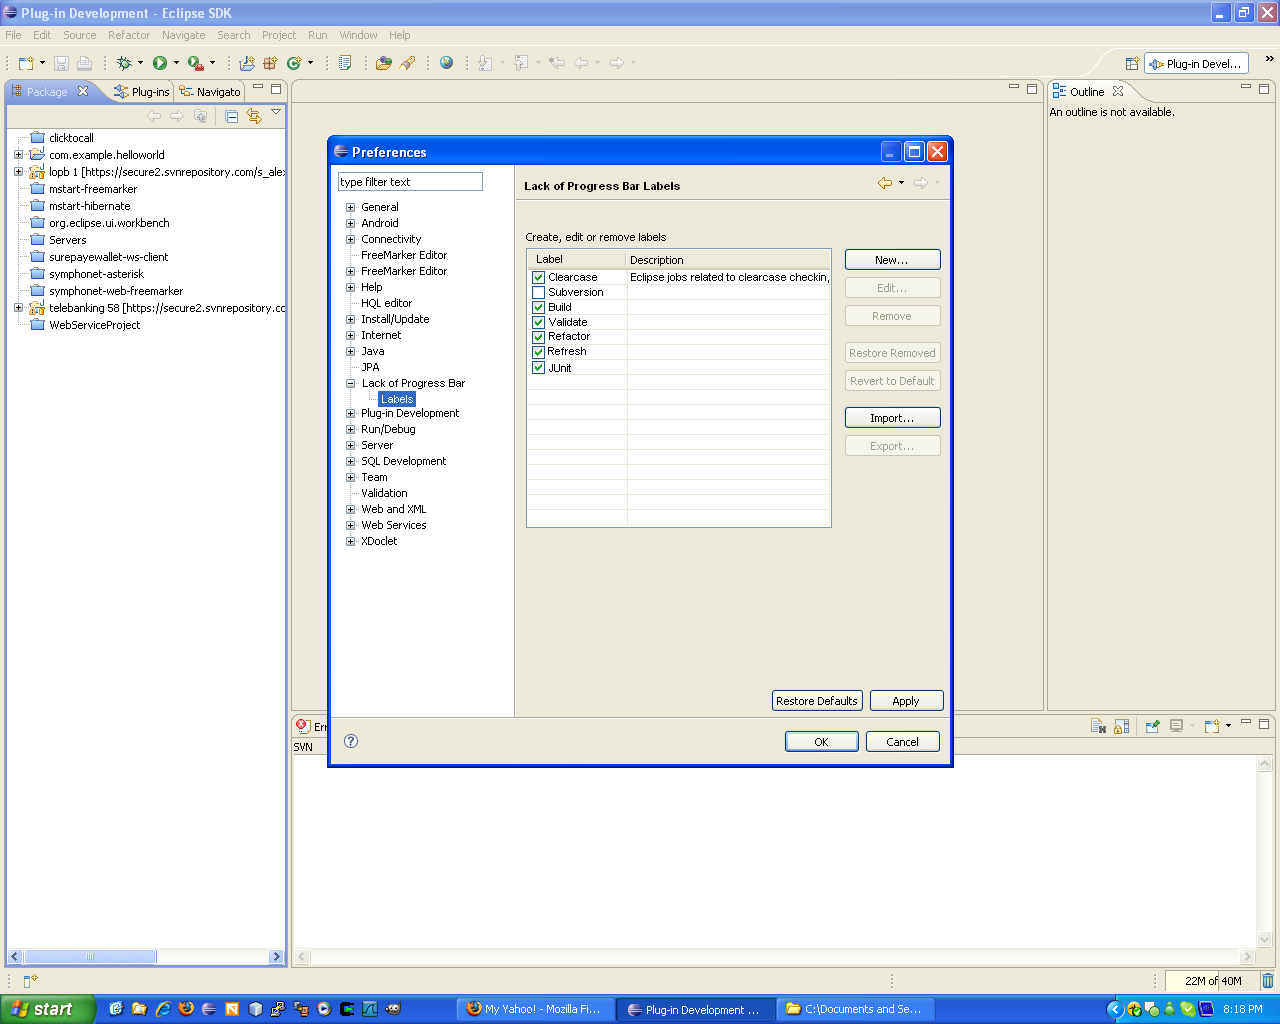 Plug-in Development - Eclipse SDK
File Edit Source Refactor Navigate Search Project Run Window Help
Plug-in Devel...
Package
Plug-ins
Navigato
Outline
An outline is not available.
clicktocall
com.example.helloworld
lopb 1 [https://secure2.svnrepository.com/s_alex
mstart-freemarker
mstart-hibernate
org.eclipse.ui.workbench
Servers
surepayewallet-ws-client
symphonet-asterisk
symphonet-web-freemarker
telebanking 58 [https://secure2.svnrepository.co
WebServiceProject
Preferences
type filter text
General
Android
Connectivity
FreeMarker Editor
FreeMarker Editor
Help
HQL editor
Install/Update
Internet
Java
JPA
Lack of Progress Bar
Labels
Plug-in Development
Run/Debug
Server
SQL Development
Team
Validation
Web and XML
Web Services
XDoclet
Lack of Progress Bar Labels
Create, edit or remove labels
Label Description
Clearcase Eclipse jobs related to clearcase checkin,
Subversion
Build
Validate
Refactor
Refresh
JUnit
New...
Edit...
Remove
Restore Removed
Revert to Default
Import...
Export...
Restore Defaults
Apply
OK
Cancel
Err
SVN
22M of 40M
start
My Yahoo! - Mozilla Fi...
Plug-in Development ...
C:\Documents and Se...
8:18 PM